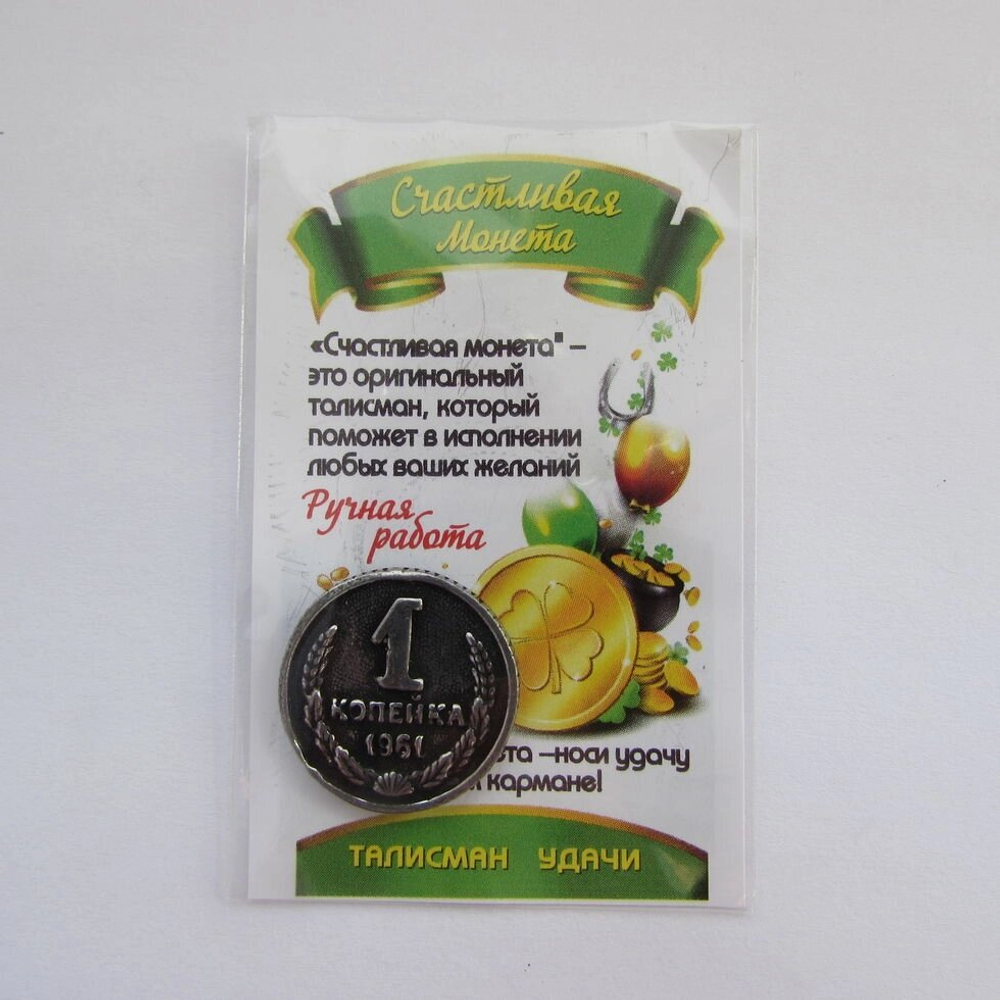 Счастливая
Монета
«Счастливая монета" –
это оригинальный
талисман, который
поможет в исполнении
любых ваших желаний
Ручная
работа
1
КОПЕЙКА
1961
–носи удачу
кармане!
ТАЛИСМАН УДАЧИ